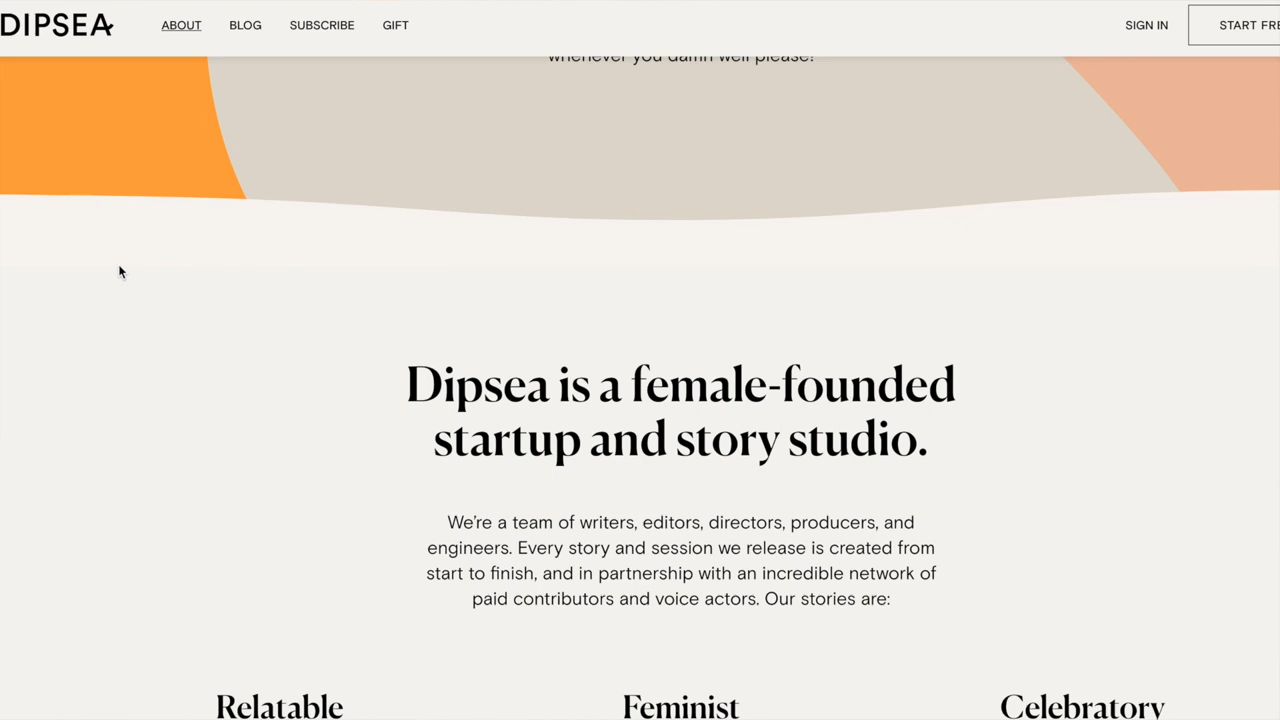 DIPSEA ABOUT BLOG SUBSCRIBE GIFT SIGN IN START FRE
whenever you damn well please!
Dipsea is a female-founded
startup and story studio.
We're a team of writers, editors, directors, producers, and
engineers. Every story and session we release is created from
start to finish, and in partnership with an incredible network of
paid contributors and voice actors. Our stories are:
Relatable Feminist Celebratory